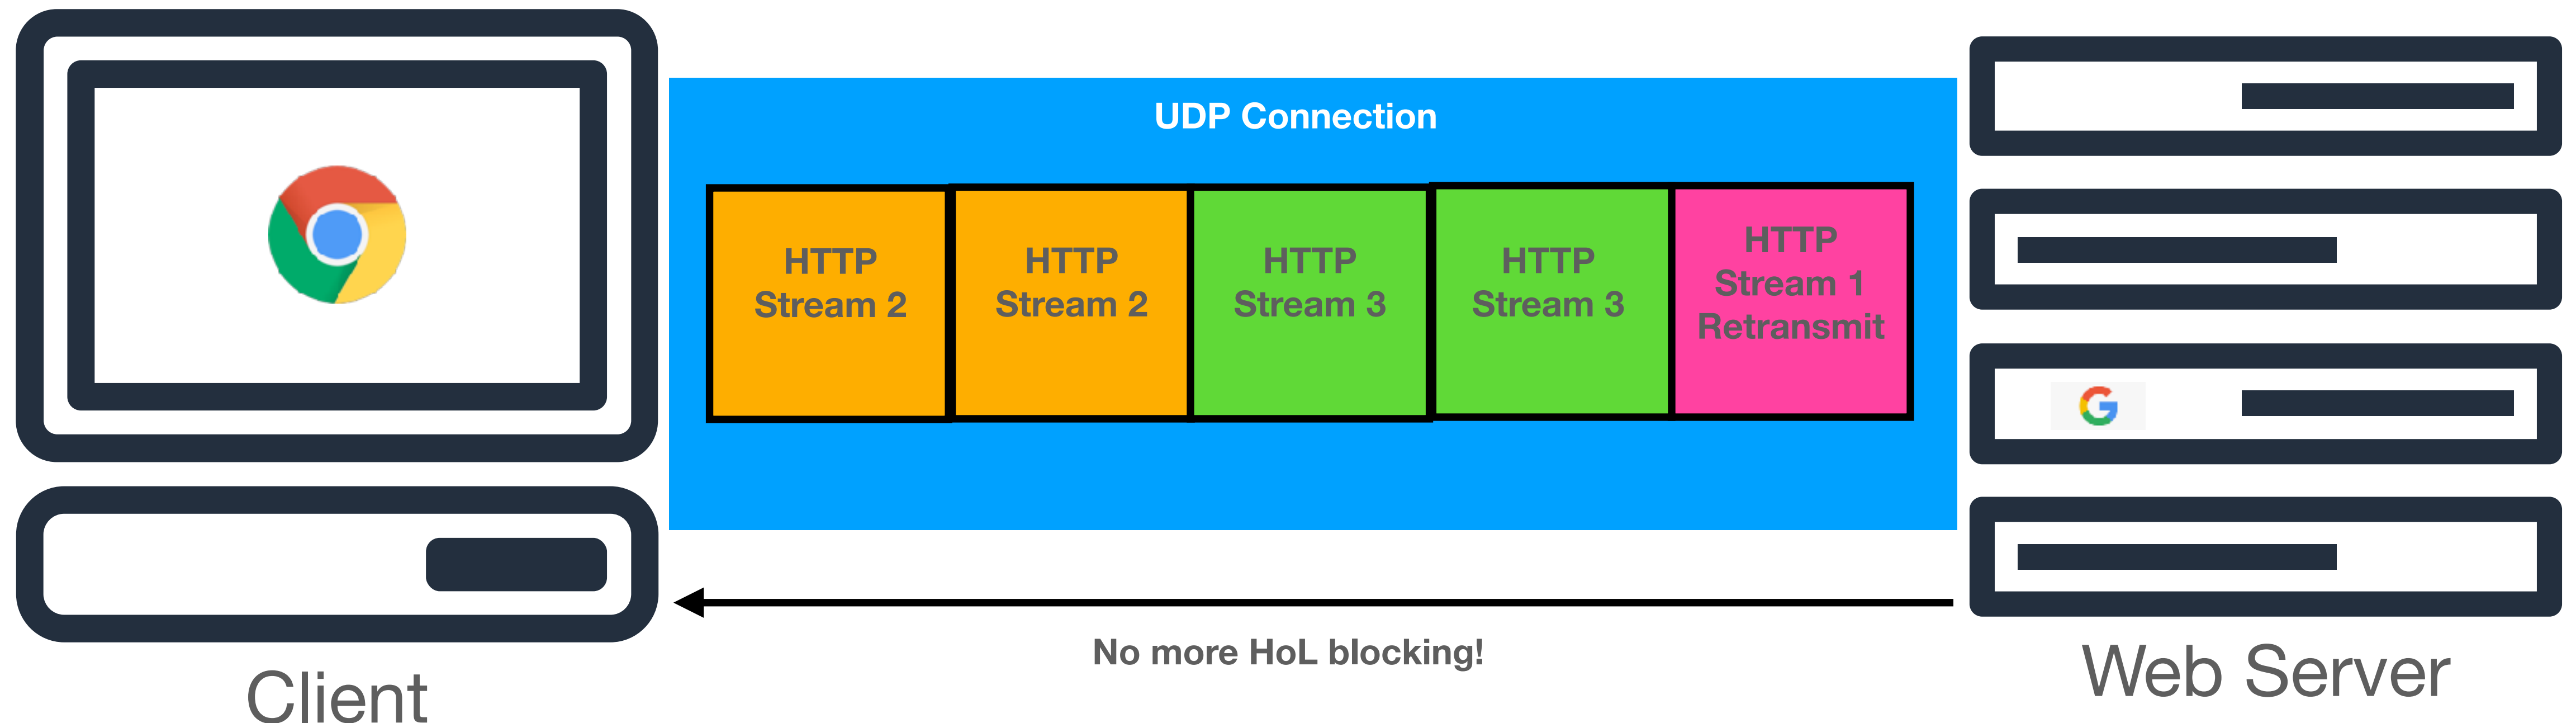 UDP Connection
HTTP
Stream 2
HTTP
Stream 2
HTTP
Stream 3
HTTP
Stream 3
HTTP
Stream 1
Retransmit
No more HoL blocking!
Client
Web Server